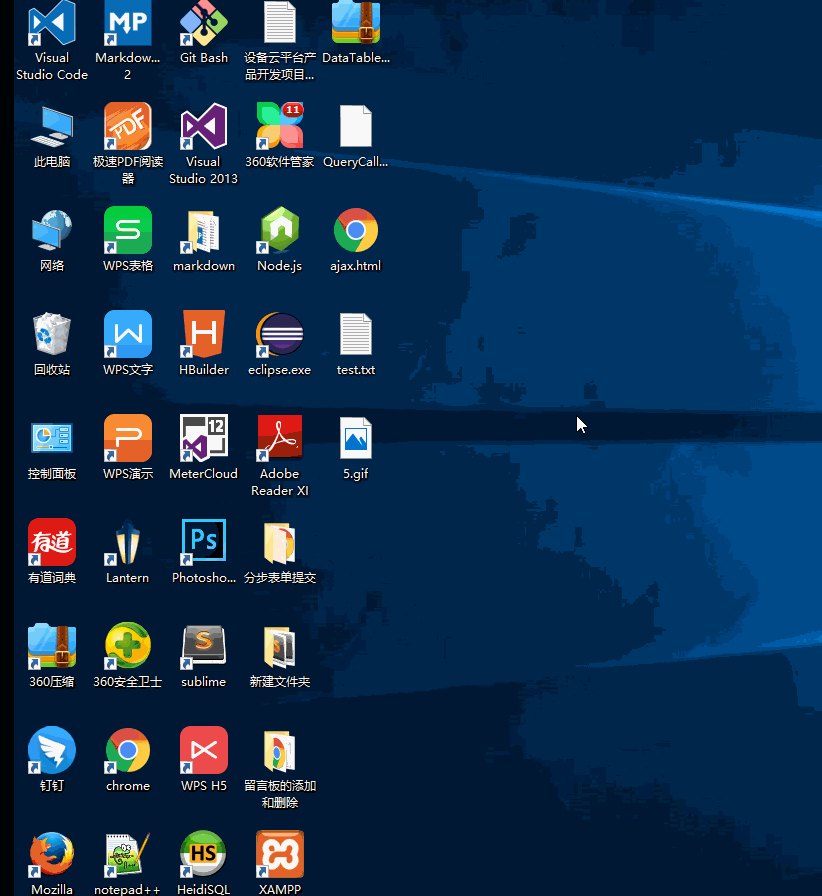 Visual
Studio Code
MP
Markdow...
2
Git Bash
设备云平台产
品开发项目...
DataTable...
此电脑
PDF
极速PDF阅读
器
Visual
Studio 2013
11
360软件管家
QueryCall...
网络
S
WPS表格
markdown
Node.js
ajax.html
回收站
W
WPS文字
H
HBuilder
eclipse.exe
test.txt
控制面板
P
WPS演示
12
MeterCloud
Adobe
Reader XI
5.gif
有道
有道词典
Lantern
Ps
Photosho...
分步表单提交
360压缩
360安全卫士
S
sublime
新建文件夹
钉钉
chrome
WPS H5
留言板的添加
和删除
Mozilla
notepad++
HS
HeidiSQL
XAMPP